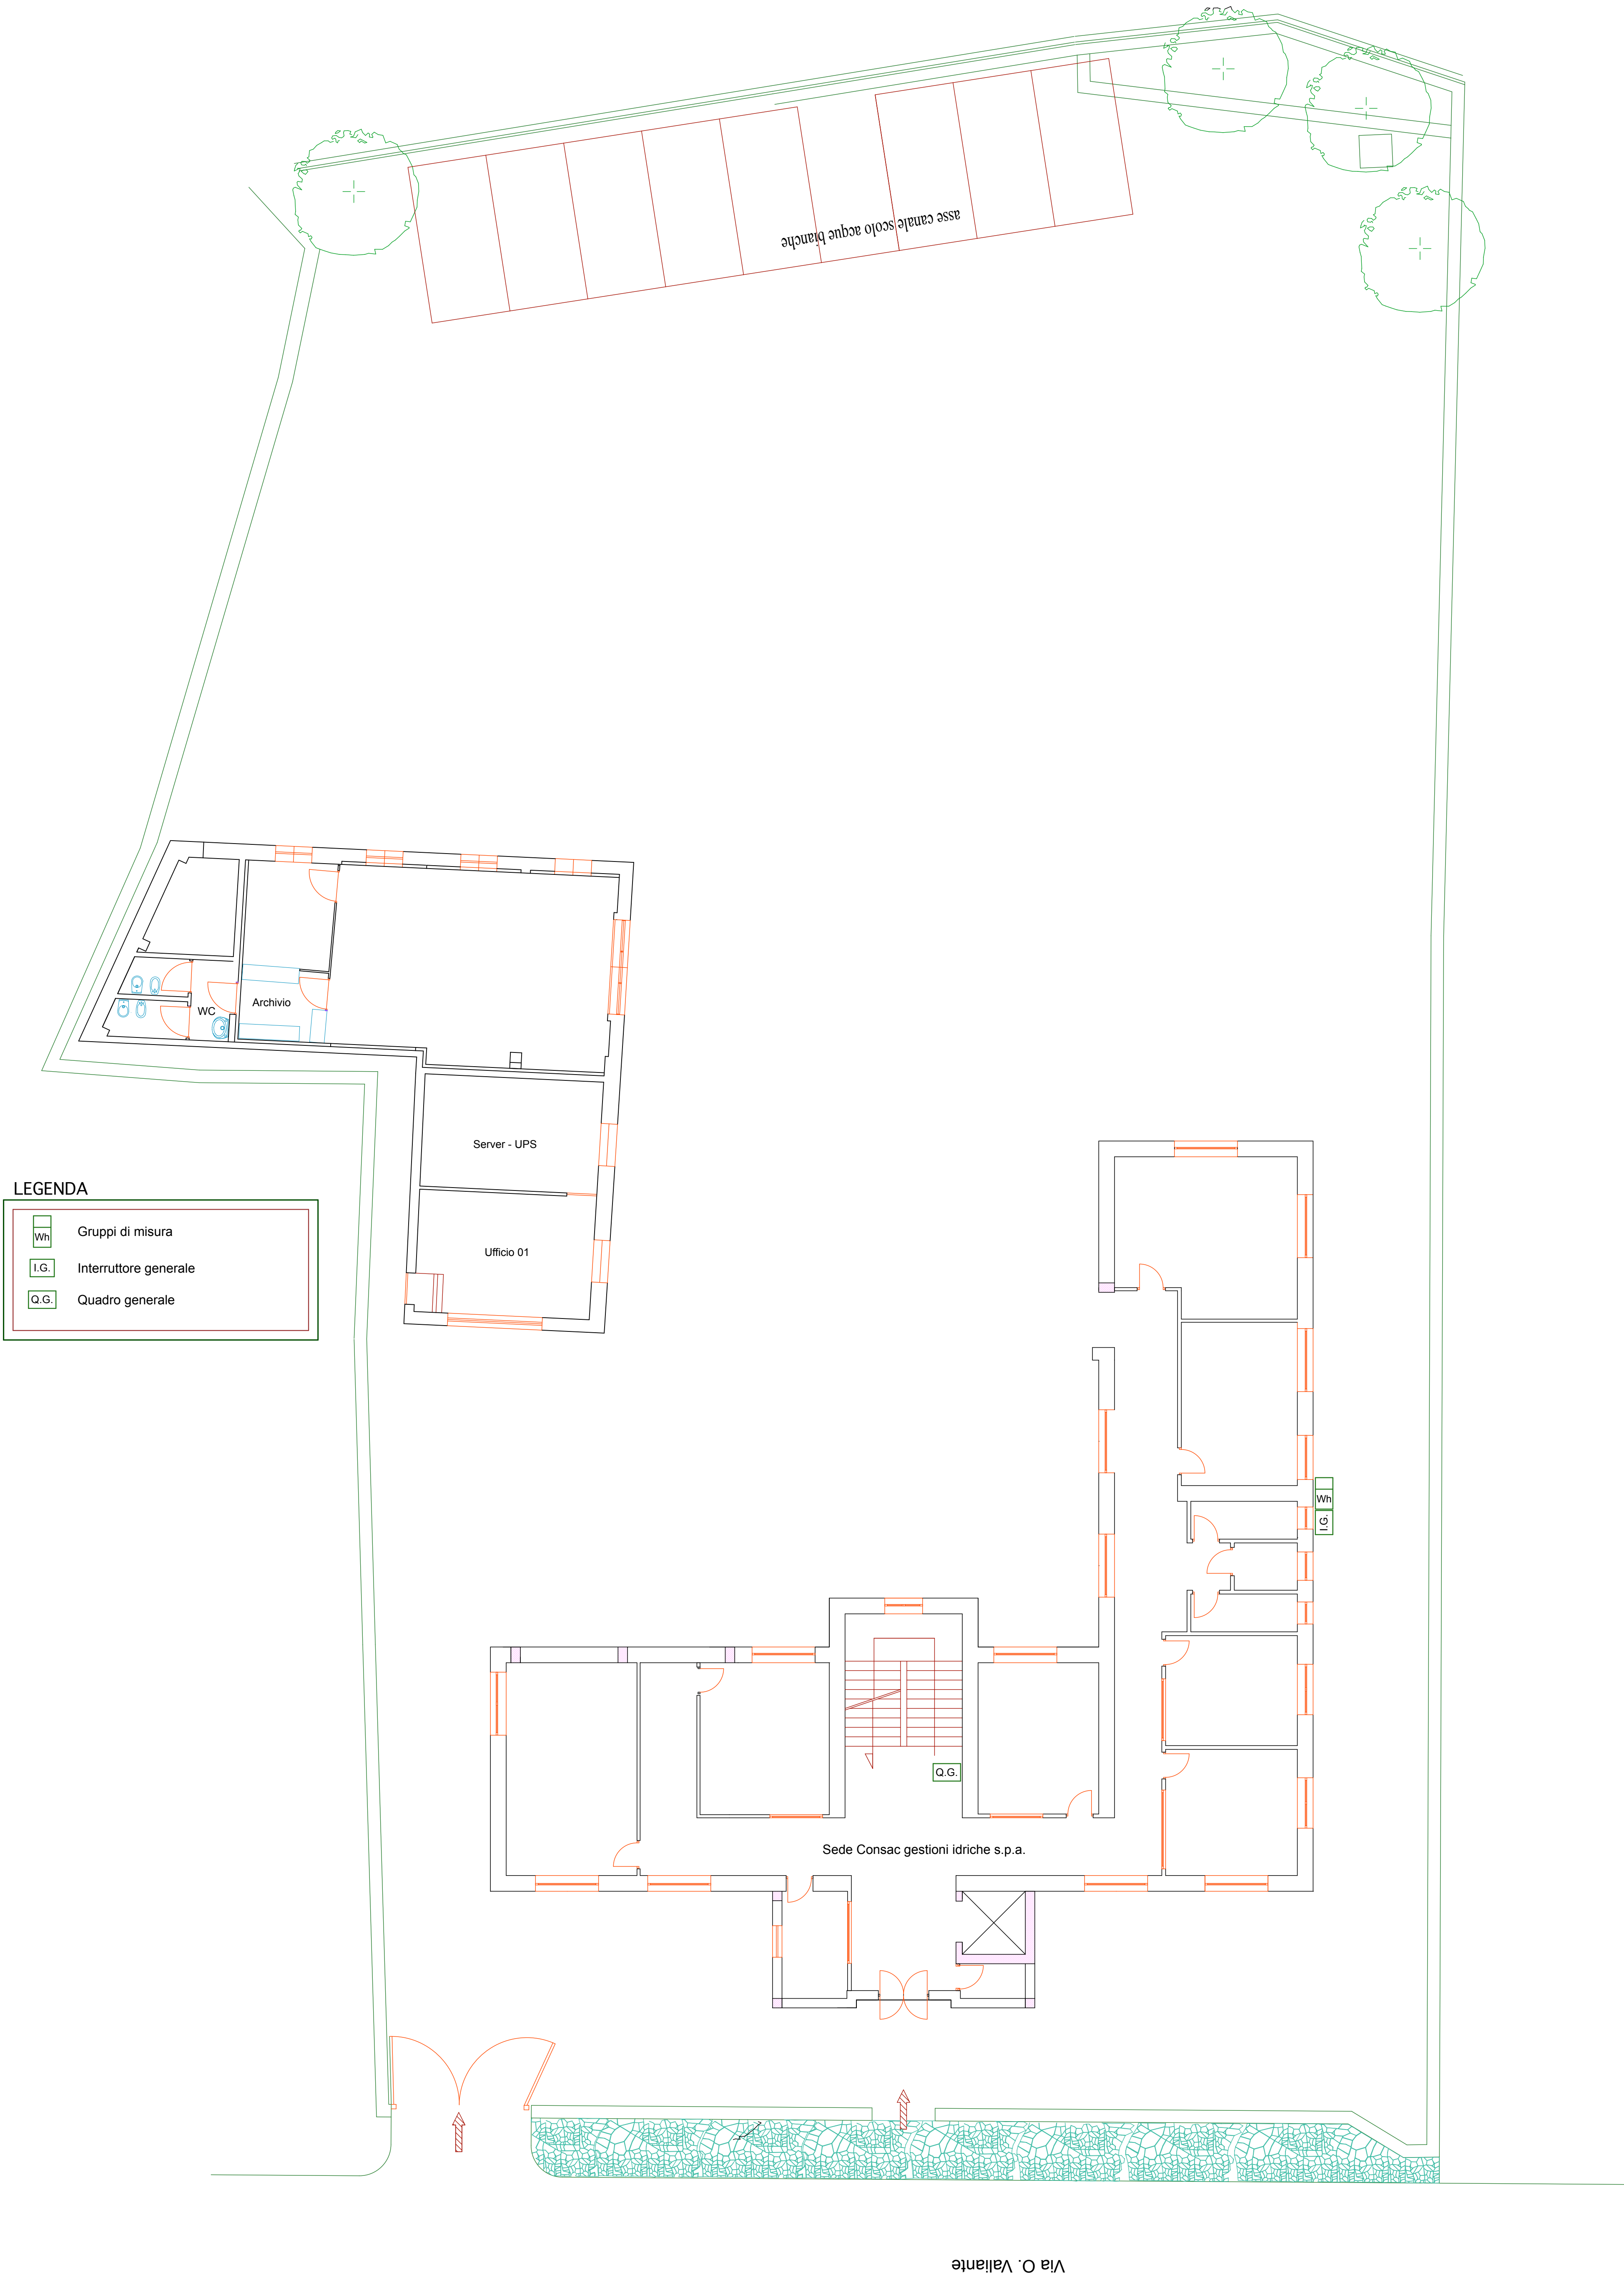 asse canale scolo acque bianche
WC
Archivio
Server - UPS
LEGENDA
Wh
Gruppi di misura
I.G.
Interruttore generale
Q.G.
Quadro generale
Ufficio 01
Wh
I.G.
Q.G.
Sede Consac gestioni idriche s.p.a.
Via O. Valiante